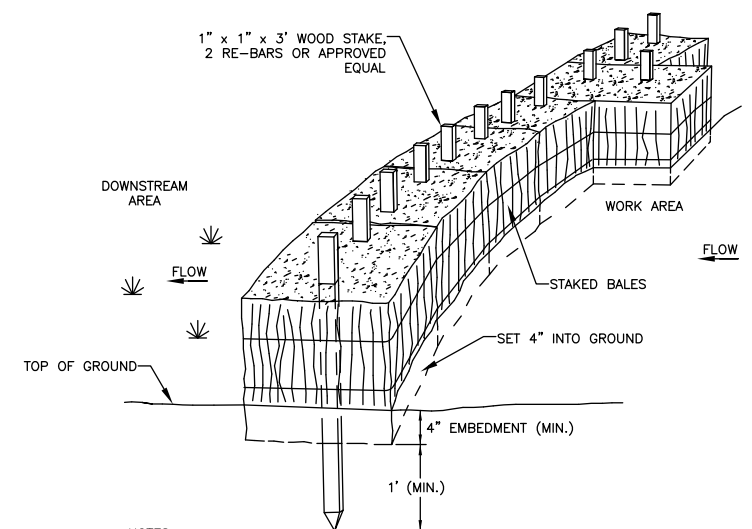 1" x 1" x 3' WOOD STAKE,
2 RE-BARS OR APPROVED
EQUAL
DOWNSTREAM
AREA
WORK AREA
FLOW
FLOW
STAKED BALES
SET 4" INTO GROUND
TOP OF GROUND
4" EMBEDMENT (MIN.)
1' (MIN.)